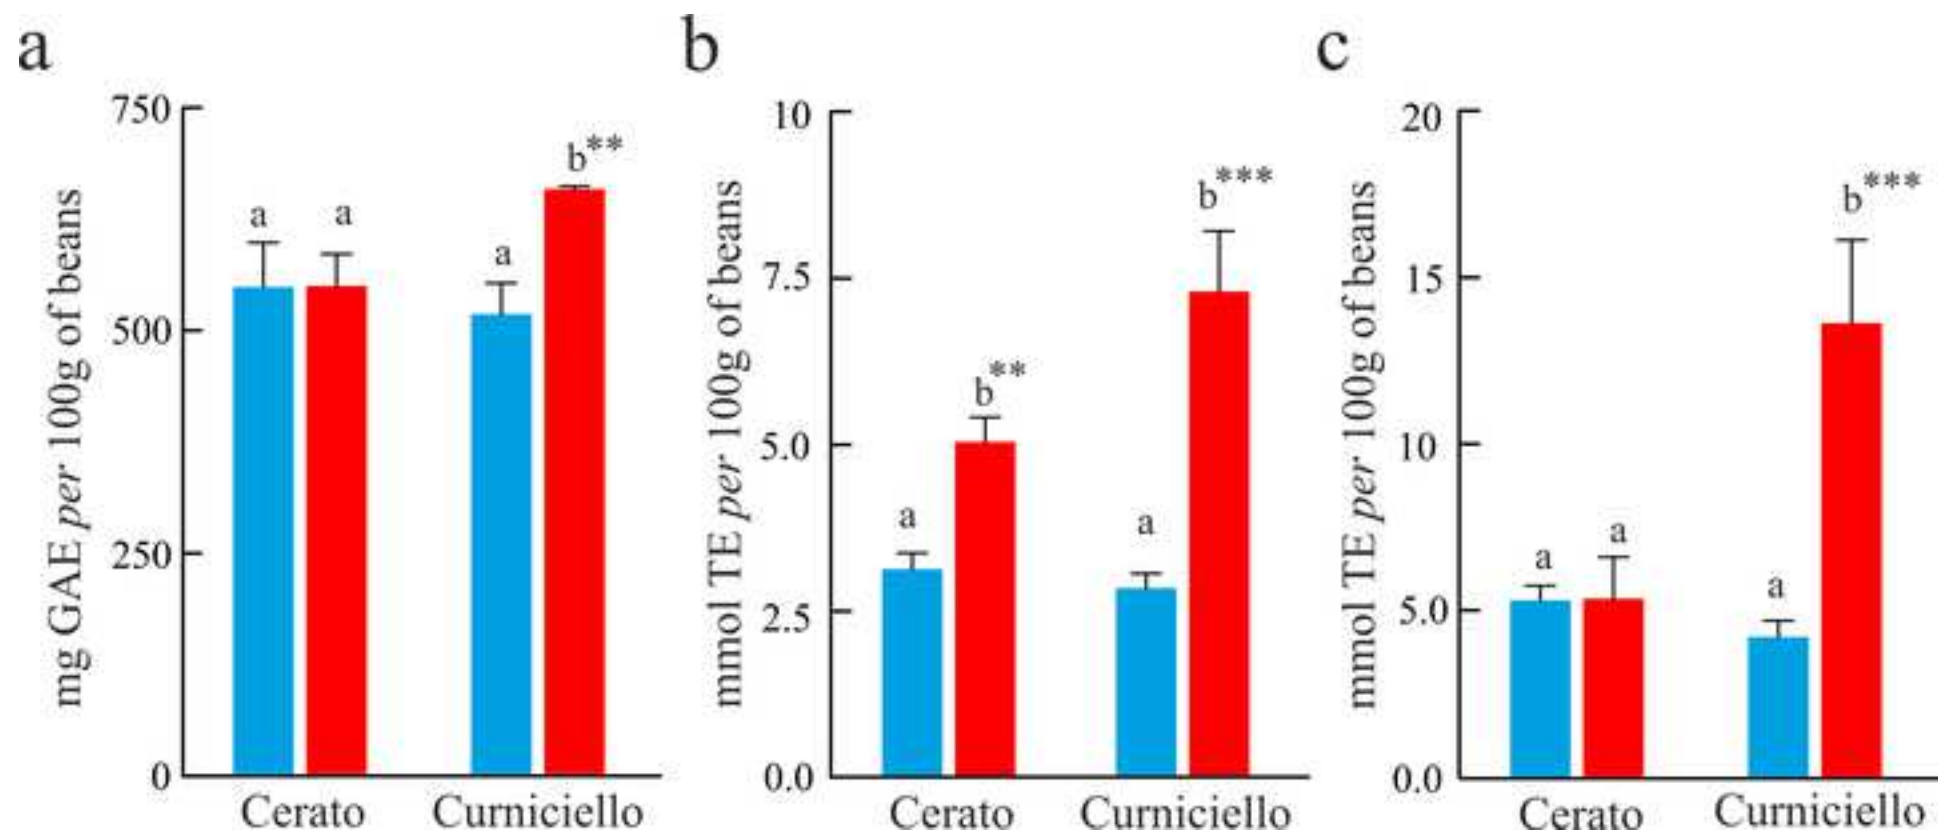 a
mg GAE per 100g of beans
750
500
250
0
a
a
a
b**
Cerato
Curniciello
b
mmol TE per 100g of beans
10
7.5
5.0
2.5
0.0
a
b**
a
b***
Cerato
Curniciello
c
mmol TE per 100g of beans
20
15
10
5.0
0.0
a
a
a
b***
Cerato
Curniciello